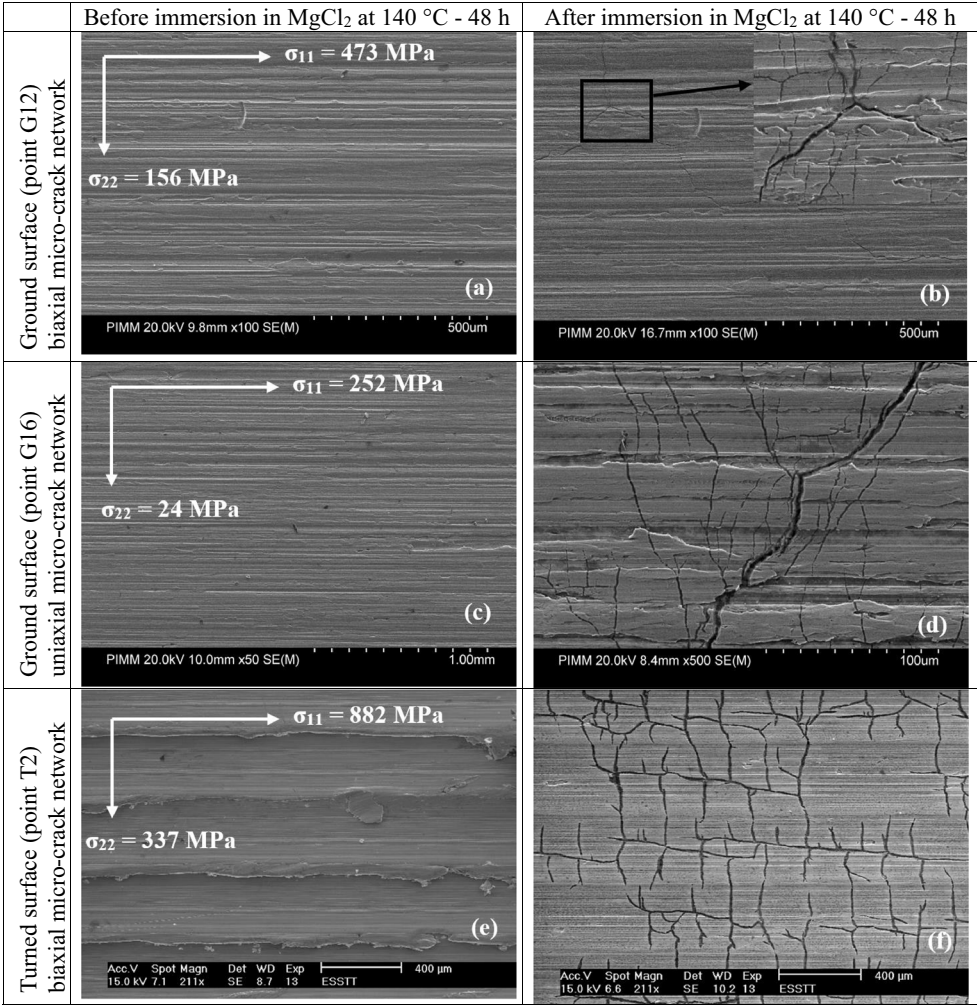 Before immersion in MgCl₂ at 140 °C - 48 h
After immersion in MgCl₂ at 140 °C - 48 h
Ground surface (point G12)
biaxial micro-crack network
σ₁₁ = 473 MPa
σ₂₂ = 156 MPa
(a)
PIMM 20.0kV 9.8mm x100 SE(M)
500um
(b)
PIMM 20.0kV 16.7mm x100 SE(M)
500um
Ground surface (point G16)
uniaxial micro-crack network
σ₁₁ = 252 MPa
σ₂₂ = 24 MPa
(c)
PIMM 20.0kV 10.0mm x50 SE(M)
1.00mm
(d)
PIMM 20.0kV 8.4mm x500 SE(M)
100um
Turned surface (point T2)
biaxial micro-crack network
σ₁₁ = 882 MPa
σ₂₂ = 337 MPa
(e)
Acc.V Spot Magn Det WD Exp
15.0 kV 7.1 211x SE 8.7 13 ESSTT
400 µm
(f)
Acc.V Spot Magn Det WD Exp
15.0 kV 6.6 211x SE 10.2 13 ESSTT
400 µm